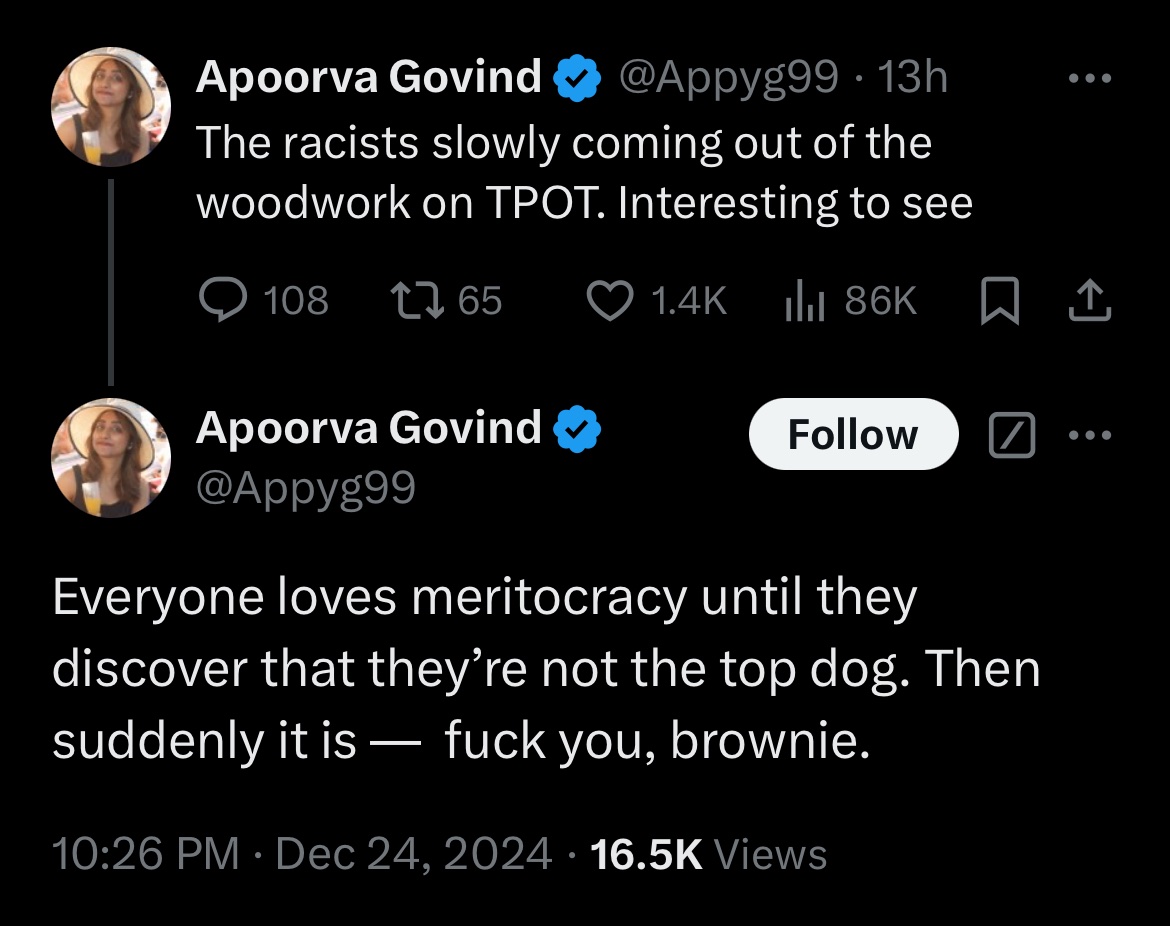 Apoorva Govind @Appyg99 · 13h
The racists slowly coming out of the
woodwork on TPOT. Interesting to see
108 65 1.4K 86K
Apoorva Govind Follow
@Appyg99
Everyone loves meritocracy until they
discover that they’re not the top dog. Then
suddenly it is — fuck you, brownie.
10:26 PM · Dec 24, 2024 · 16.5K Views